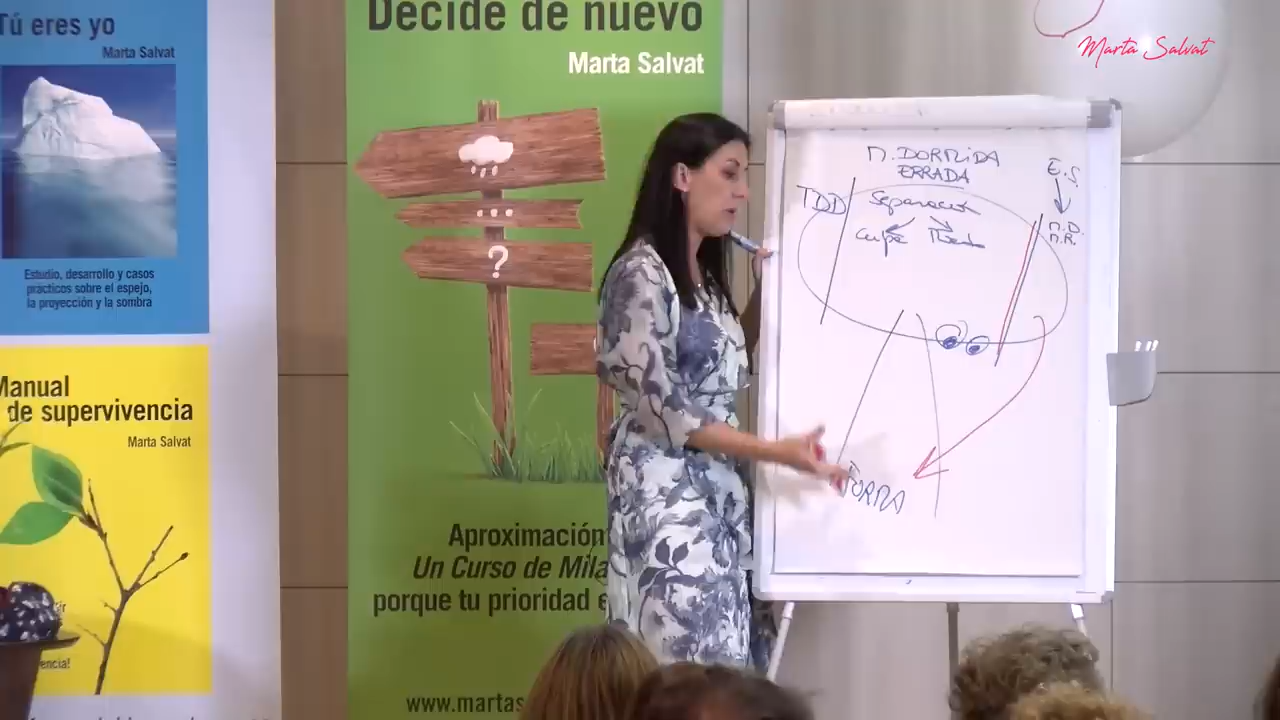 Tú eres yo
Marta Salvat
Estudio, desarrollo y casos
prácticos sobre el espejo,
la proyección y la sombra
Manual
de supervivencia
Marta Salvat
encia!
Decide de nuevo
Marta Salvat
...
?
Aproximación
Un Curso de Mila
porque tu prioridad e
www.martas
Marta Salvat
M. DORMIDA
ERRADA
E.S.
TDD
Separación
Culpa Miedo
M.D.
M.R.
FORMA